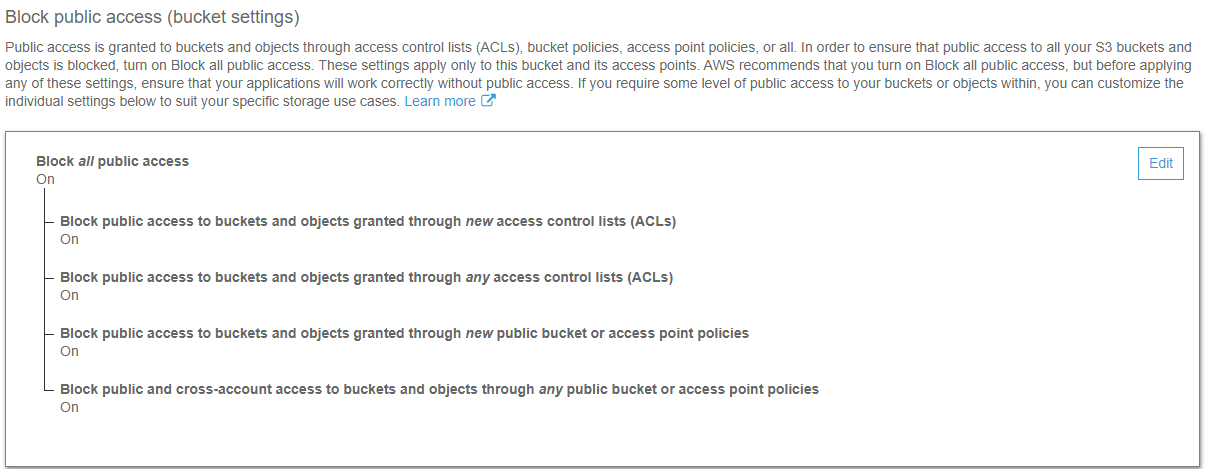 Block public access (bucket settings)
Public access is granted to buckets and objects through access control lists (ACLs), bucket policies, access point policies, or all. In order to ensure that public access to all your S3 buckets and
objects is blocked, turn on Block all public access. These settings apply only to this bucket and its access points. AWS recommends that you turn on Block all public access, but before applying
any of these settings, ensure that your applications will work correctly without public access. If you require some level of public access to your buckets or objects within, you can customize the
individual settings below to suit your specific storage use cases. Learn more
Block all public access
Edit
On
Block public access to buckets and objects granted through new access control lists (ACLs)
On
Block public access to buckets and objects granted through any access control lists (ACLs)
On
Block public access to buckets and objects granted through new public bucket or access point policies
On
Block public and cross-account access to buckets and objects through any public bucket or access point policies
On